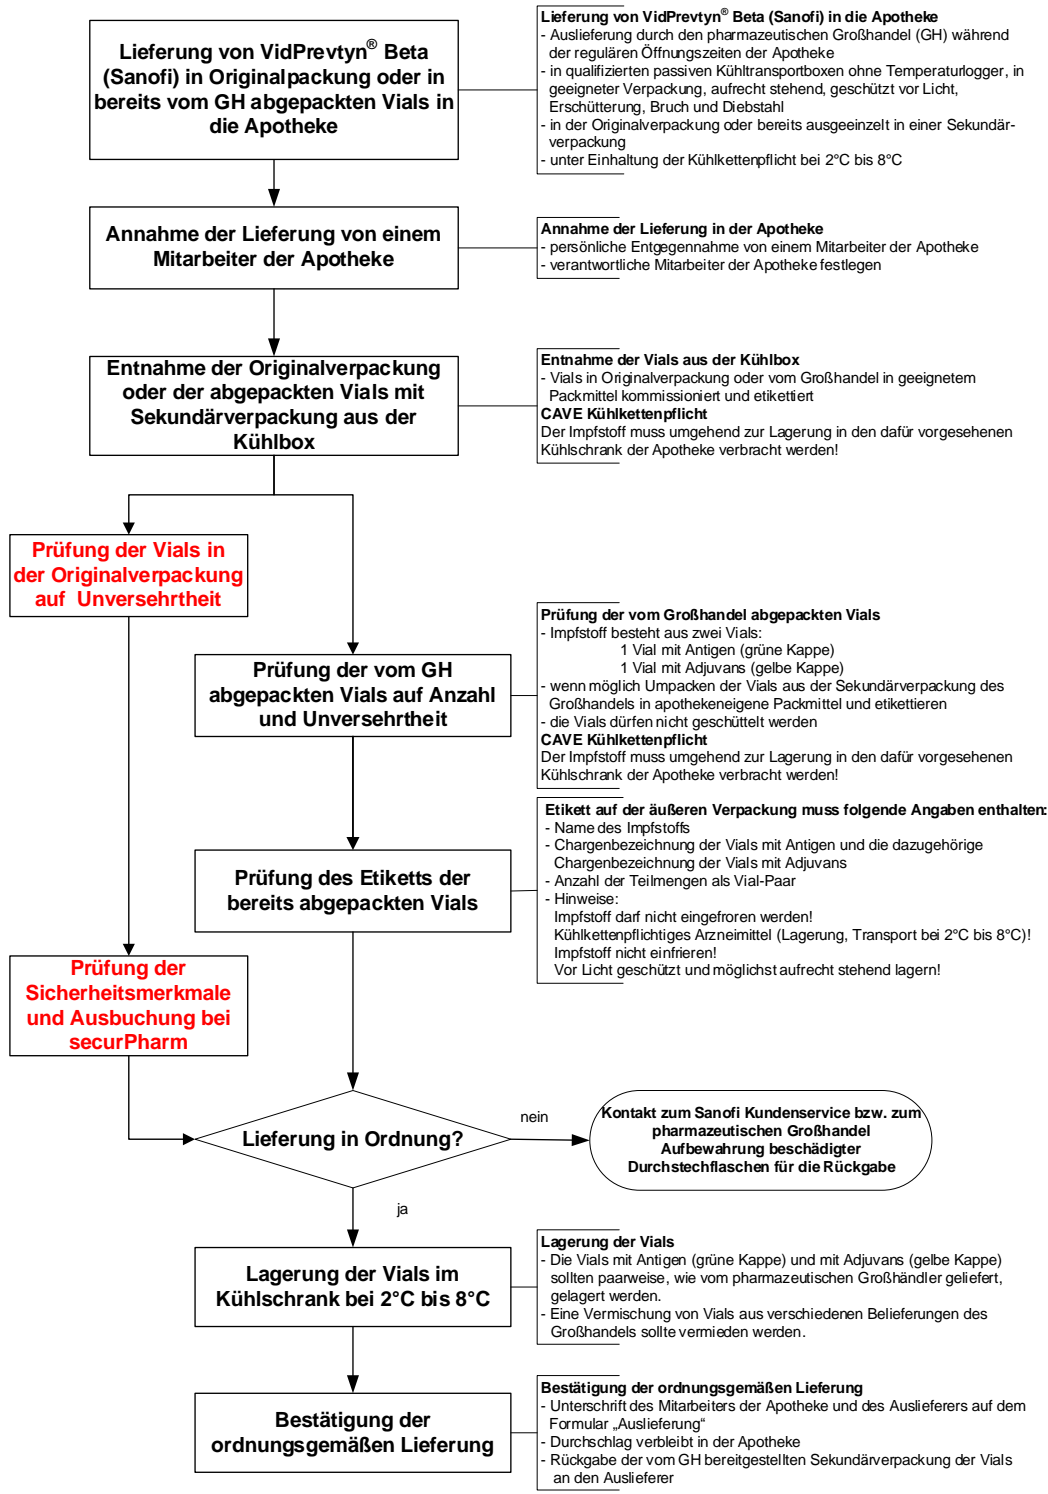 Lieferung von VidPrevtyn® Beta
(Sanofi) in Originalpackung oder in
bereits vom GH abgepackten Vials in
die Apotheke
Lieferung von VidPrevtyn® Beta (Sanofi) in die Apotheke
- Auslieferung durch den pharmazeutischen Großhandel (GH) während
der regulären Öffnungszeiten der Apotheke
- in qualifizierten passiven Kühltransportboxen ohne Temperaturlogger, in
geeigneter Verpackung, aufrecht stehend, geschützt vor Licht,
Erschütterung, Bruch und Diebstahl
- in der Originalverpackung oder bereits ausgeeinzelt in einer Sekundär-
verpackung
- unter Einhaltung der Kühlkettenpflicht bei 2°C bis 8°C
Annahme der Lieferung von einem
Mitarbeiter der Apotheke
Annahme der Lieferung in der Apotheke
- persönliche Entgegennahme von einem Mitarbeiter der Apotheke
- verantwortliche Mitarbeiter der Apotheke festlegen
Entnahme der Originalverpackung
oder der abgepackten Vials mit
Sekundärverpackung aus der
Kühlbox
Entnahme der Vials aus der Kühlbox
- Vials in Originalverpackung oder vom Großhandel in geeignetem
Packmittel kommissioniert und etikettiert
CAVE Kühlkettenpflicht
Der Impfstoff muss umgehend zur Lagerung in den dafür vorgesehenen
Kühlschrank der Apotheke verbracht werden!
Prüfung der Vials in
der Originalverpackung
auf Unversehrtheit
Prüfung der vom GH
abgepackten Vials auf Anzahl
und Unversehrtheit
Prüfung der vom Großhandel abgepackten Vials
- Impfstoff besteht aus zwei Vials:
1 Vial mit Antigen (grüne Kappe)
1 Vial mit Adjuvans (gelbe Kappe)
- wenn möglich Umpacken der Vials aus der Sekundärverpackung des
Großhandels in apothekeneigene Packmittel und etikettieren
- die Vials dürfen nicht geschüttelt werden
CAVE Kühlkettenpflicht
Der Impfstoff muss umgehend zur Lagerung in den dafür vorgesehenen
Kühlschrank der Apotheke verbracht werden!
Prüfung des Etiketts der
bereits abgepackten Vials
Etikett auf der äußeren Verpackung muss folgende Angaben enthalten:
- Name des Impfstoffs
- Chargenbezeichnung der Vials mit Antigen und die dazugehörige
Chargenbezeichnung der Vials mit Adjuvans
- Anzahl der Teilmengen als Vial-Paar
- Hinweise:
Impfstoff darf nicht eingefroren werden!
Kühlkettenpflichtiges Arzneimittel (Lagerung, Transport bei 2°C bis 8°C)!
Impfstoff nicht einfrieren!
Vor Licht geschützt und möglichst aufrecht stehend lagern!
Prüfung der
Sicherheitsmerkmale
und Ausbuchung bei
securPharm
Lieferung in Ordnung?
nein
Kontakt zum Sanofi Kundenservice bzw. zum
pharmazeutischen Großhandel
Aufbewahrung beschädigter
Durchstechflaschen für die Rückgabe
ja
Lagerung der Vials im
Kühlschrank bei 2°C bis 8°C
Lagerung der Vials
- Die Vials mit Antigen (grüne Kappe) und mit Adjuvans (gelbe Kappe)
sollten paarweise, wie vom pharmazeutischen Großhändler geliefert,
gelagert werden.
- Eine Vermischung von Vials aus verschiedenen Belieferungen des
Großhandels sollte vermieden werden.
Bestätigung der
ordnungsgemäßen Lieferung
Bestätigung der ordnungsgemäßen Lieferung
- Unterschrift des Mitarbeiters der Apotheke und des Auslieferers auf dem
Formular „Auslieferung“
- Durchschlag verbleibt in der Apotheke
- Rückgabe der vom GH bereitgestellten Sekundärverpackung der Vials
an den Auslieferer